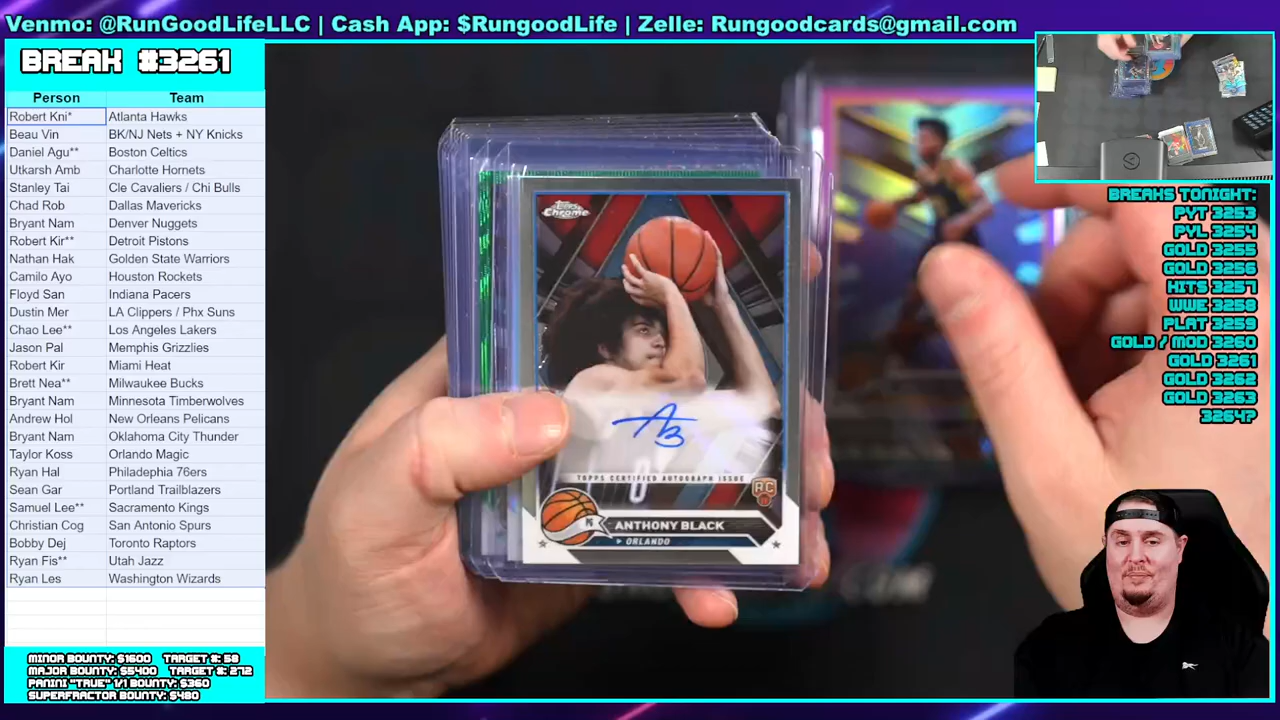 Venmo: @RunGoodLifeLLC | Cash App: $RungoodLife | Zelle: Rungoodcards@gmail.com
BREAK #3261
Person Team
Robert Kni* Atlanta Hawks
Beau Vin BK/NJ Nets + NY Knicks
Daniel Agu** Boston Celtics
Utkarsh Amb Charlotte Hornets
Stanley Tai Cle Cavaliers / Chi Bulls
Chad Rob Dallas Mavericks
Bryant Nam Denver Nuggets
Robert Kir** Detroit Pistons
Nathan Hak Golden State Warriors
Camilo Ayo Houston Rockets
Floyd San Indiana Pacers
Dustin Mer LA Clippers / Phx Suns
Chao Lee** Los Angeles Lakers
Jason Pal Memphis Grizzlies
Robert Kir Miami Heat
Brett Nea** Milwaukee Bucks
Bryant Nam Minnesota Timberwolves
Andrew Hol New Orleans Pelicans
Bryant Nam Oklahoma City Thunder
Taylor Koss Orlando Magic
Ryan Hal Philadephia 76ers
Sean Gar Portland Trailblazers
Samuel Lee** Sacramento Kings
Christian Cog San Antonio Spurs
Bobby Dej Toronto Raptors
Ryan Fis** Utah Jazz
Ryan Les Washington Wizards
MINOR BOUNTY: $1600 TARGET #: 58
MAJOR BOUNTY: $5400 TARGET #: 272
PANINI "TRUE" 1/1 BOUNTY: $360
SUPERFRACTOR BOUNTY: $480
Topps
Chrome
AB
TOPPS CERTIFIED AUTOGRAPH ISSUE
RC
ANTHONY BLACK
ORLANDO
BREAKS TONIGHT:
PYT 3253
PYL 3254
GOLD 3255
GOLD 3256
HITS 3257
WWE 3258
PLAT 3259
GOLD / MOD 3260
GOLD 3261
GOLD 3262
GOLD 3263
3264?